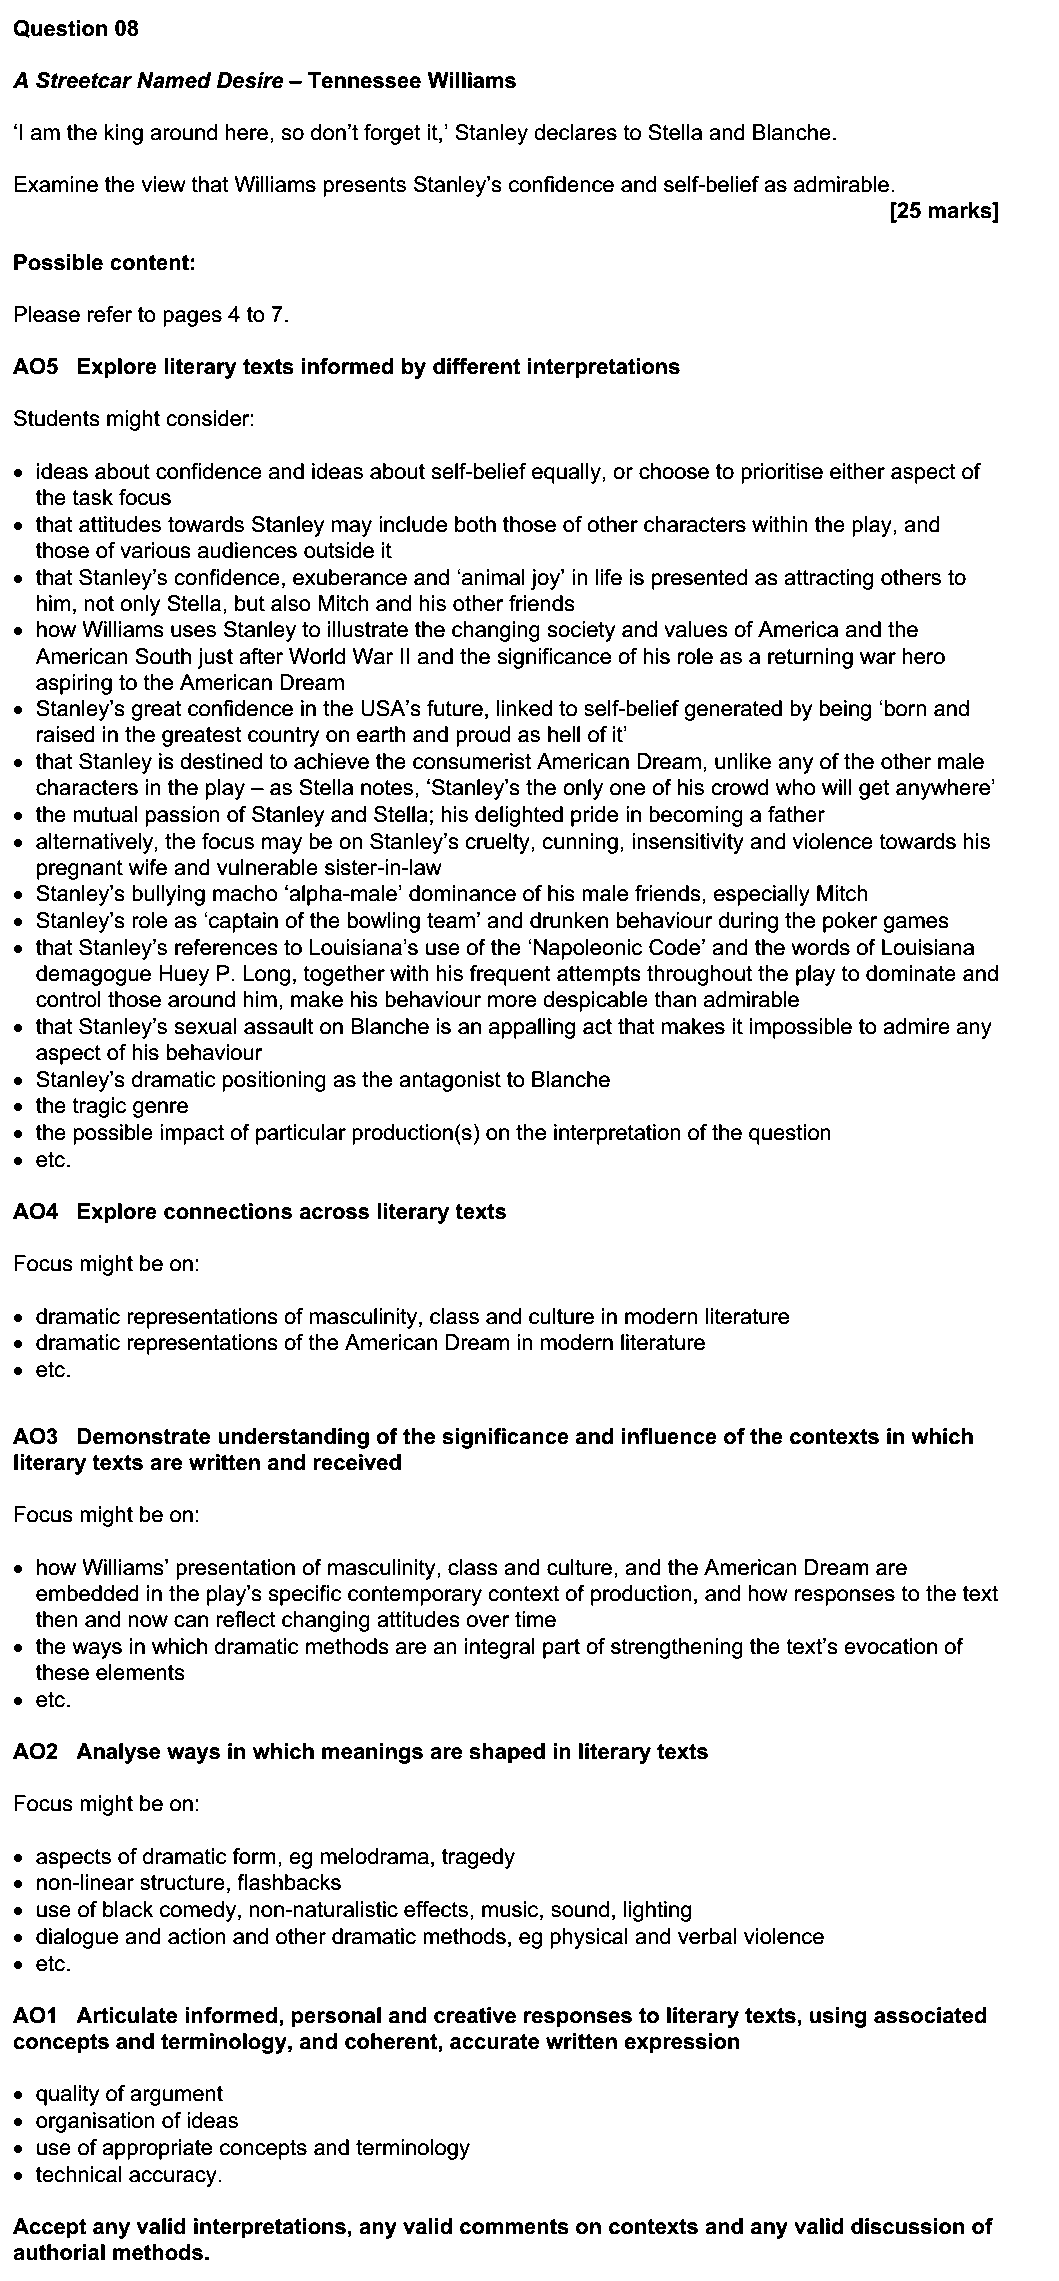 Question 08
A Streetcar Named Desire – Tennessee Williams
‘I am the king around here, so don’t forget it,’ Stanley declares to Stella and Blanche.
Examine the view that Williams presents Stanley’s confidence and self-belief as admirable.
[25 marks]
Possible content:
Please refer to pages 4 to 7.
AO5 Explore literary texts informed by different interpretations
Students might consider:
• ideas about confidence and ideas about self-belief equally, or choose to prioritise either aspect of
the task focus
• that attitudes towards Stanley may include both those of other characters within the play, and
those of various audiences outside it
• that Stanley’s confidence, exuberance and ‘animal joy’ in life is presented as attracting others to
him, not only Stella, but also Mitch and his other friends
• how Williams uses Stanley to illustrate the changing society and values of America and the
American South just after World War II and the significance of his role as a returning war hero
aspiring to the American Dream
• Stanley’s great confidence in the USA’s future, linked to self-belief generated by being ‘born and
raised in the greatest country on earth and proud as hell of it’
• that Stanley is destined to achieve the consumerist American Dream, unlike any of the other male
characters in the play – as Stella notes, ‘Stanley’s the only one of his crowd who will get anywhere’
• the mutual passion of Stanley and Stella; his delighted pride in becoming a father
• alternatively, the focus may be on Stanley’s cruelty, cunning, insensitivity and violence towards his
pregnant wife and vulnerable sister-in-law
• Stanley’s bullying macho ‘alpha-male’ dominance of his male friends, especially Mitch
• Stanley’s role as ‘captain of the bowling team’ and drunken behaviour during the poker games
• that Stanley’s references to Louisiana’s use of the ‘Napoleonic Code’ and the words of Louisiana
demagogue Huey P. Long, together with his frequent attempts throughout the play to dominate and
control those around him, make his behaviour more despicable than admirable
• that Stanley’s sexual assault on Blanche is an appalling act that makes it impossible to admire any
aspect of his behaviour
• Stanley’s dramatic positioning as the antagonist to Blanche
• the tragic genre
• the possible impact of particular production(s) on the interpretation of the question
• etc.
AO4 Explore connections across literary texts
Focus might be on:
• dramatic representations of masculinity, class and culture in modern literature
• dramatic representations of the American Dream in modern literature
• etc.
AO3 Demonstrate understanding of the significance and influence of the contexts in which
literary texts are written and received
Focus might be on:
• how Williams’ presentation of masculinity, class and culture, and the American Dream are
embedded in the play’s specific contemporary context of production, and how responses to the text
then and now can reflect changing attitudes over time
• the ways in which dramatic methods are an integral part of strengthening the text’s evocation of
these elements
• etc.
AO2 Analyse ways in which meanings are shaped in literary texts
Focus might be on:
• aspects of dramatic form, eg melodrama, tragedy
• non-linear structure, flashbacks
• use of black comedy, non-naturalistic effects, music, sound, lighting
• dialogue and action and other dramatic methods, eg physical and verbal violence
• etc.
AO1 Articulate informed, personal and creative responses to literary texts, using associated
concepts and terminology, and coherent, accurate written expression
• quality of argument
• organisation of ideas
• use of appropriate concepts and terminology
• technical accuracy.
Accept any valid interpretations, any valid comments on contexts and any valid discussion of
authorial methods.